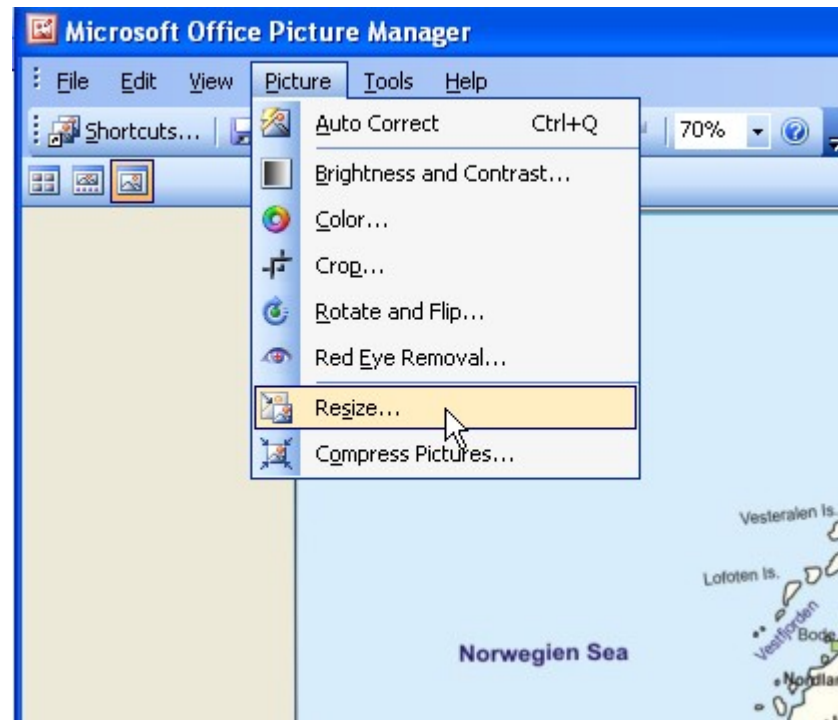 Microsoft Office Picture Manager
File Edit View Picture Tools Help
Shortcuts... 70%
Auto Correct Ctrl+Q
Brightness and Contrast...
Color...
Crop...
Rotate and Flip...
Red Eye Removal...
Resize...
Compress Pictures...
Vesteralen Is.
Lofoten Is.
Vestfjorden
Bodo
Norwegien Sea